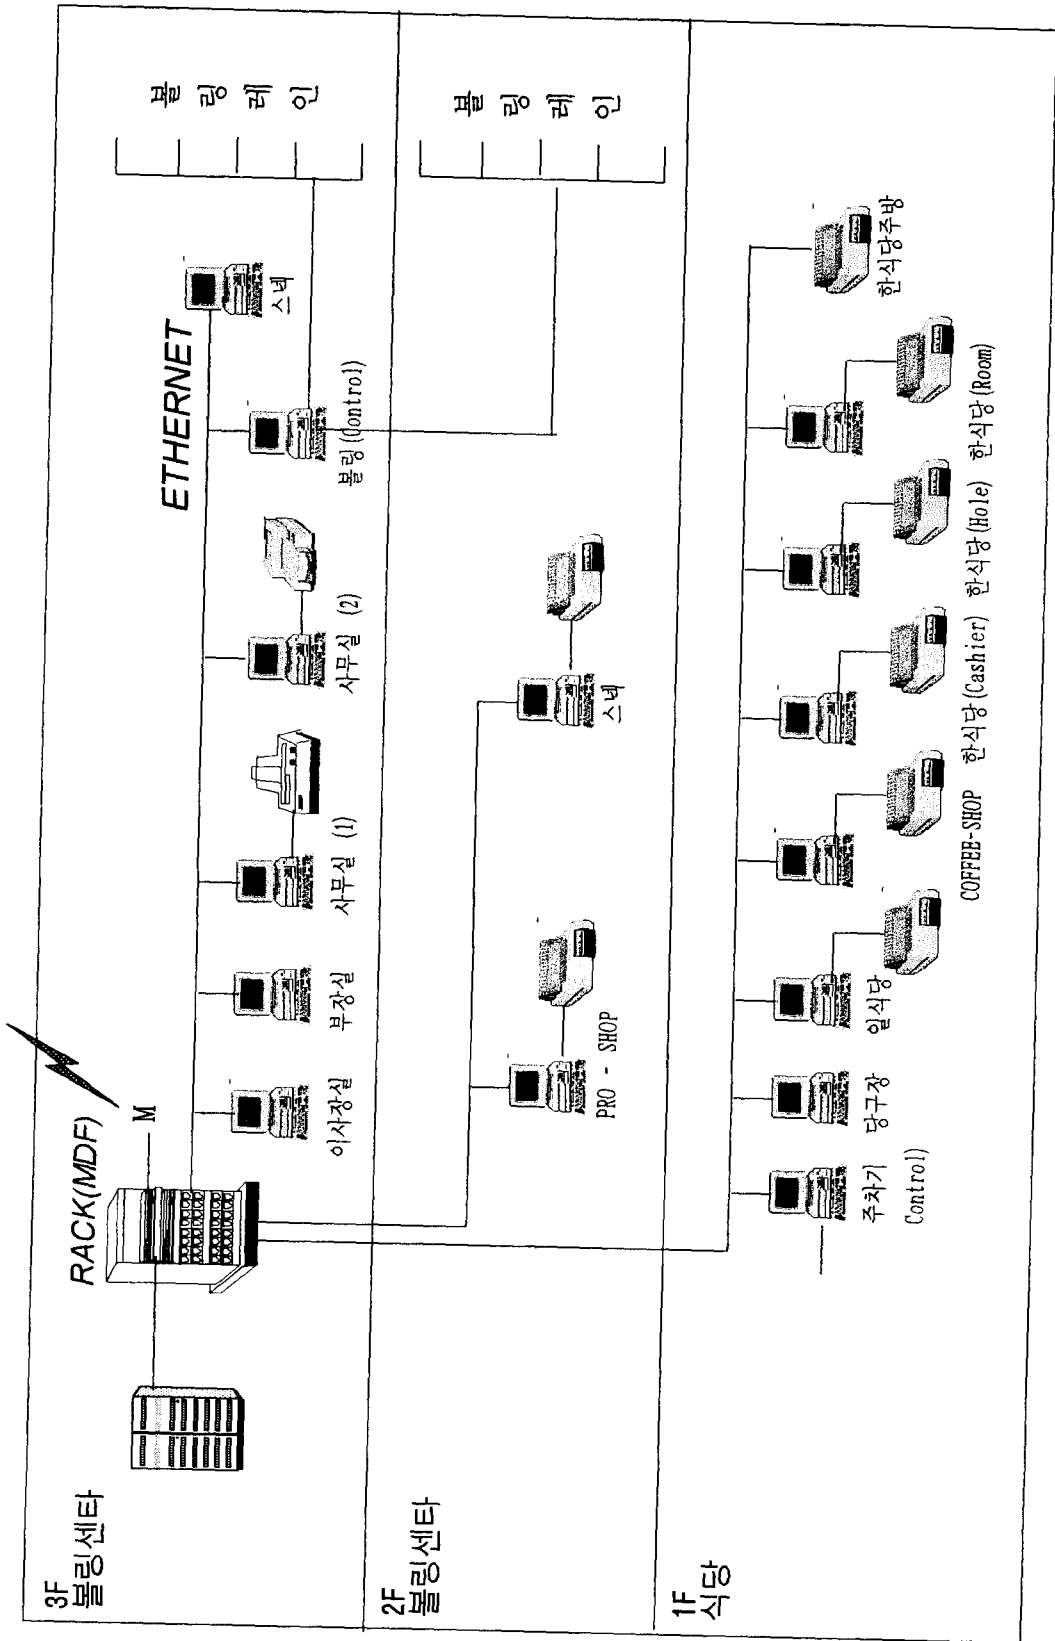 3F
볼링센타
RACK(MDF)
M
ETHERNET
이사장실
부장실
사무실 (1)
사무실 (2)
볼링(Control)
스넥
볼링레인
2F
볼링센타
PRO - SHOP
스넥
볼링레인
1F
식당
주차기
Control)
당구장
일식당
COFFEE-SHOP
한식당(Cashier)
한식당(Hole)
한식당(Room)
한식당주방